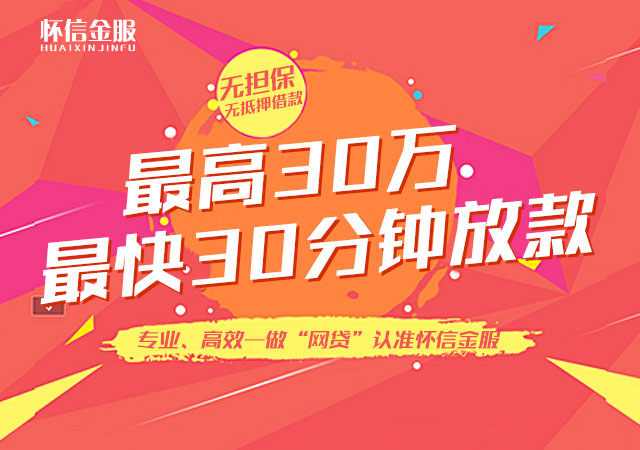 怀信金服
HUAIXINJINFU
无担保
无抵押借款
最高30万
最快30分钟放款
专业、高效—做“网贷”认准怀信金服